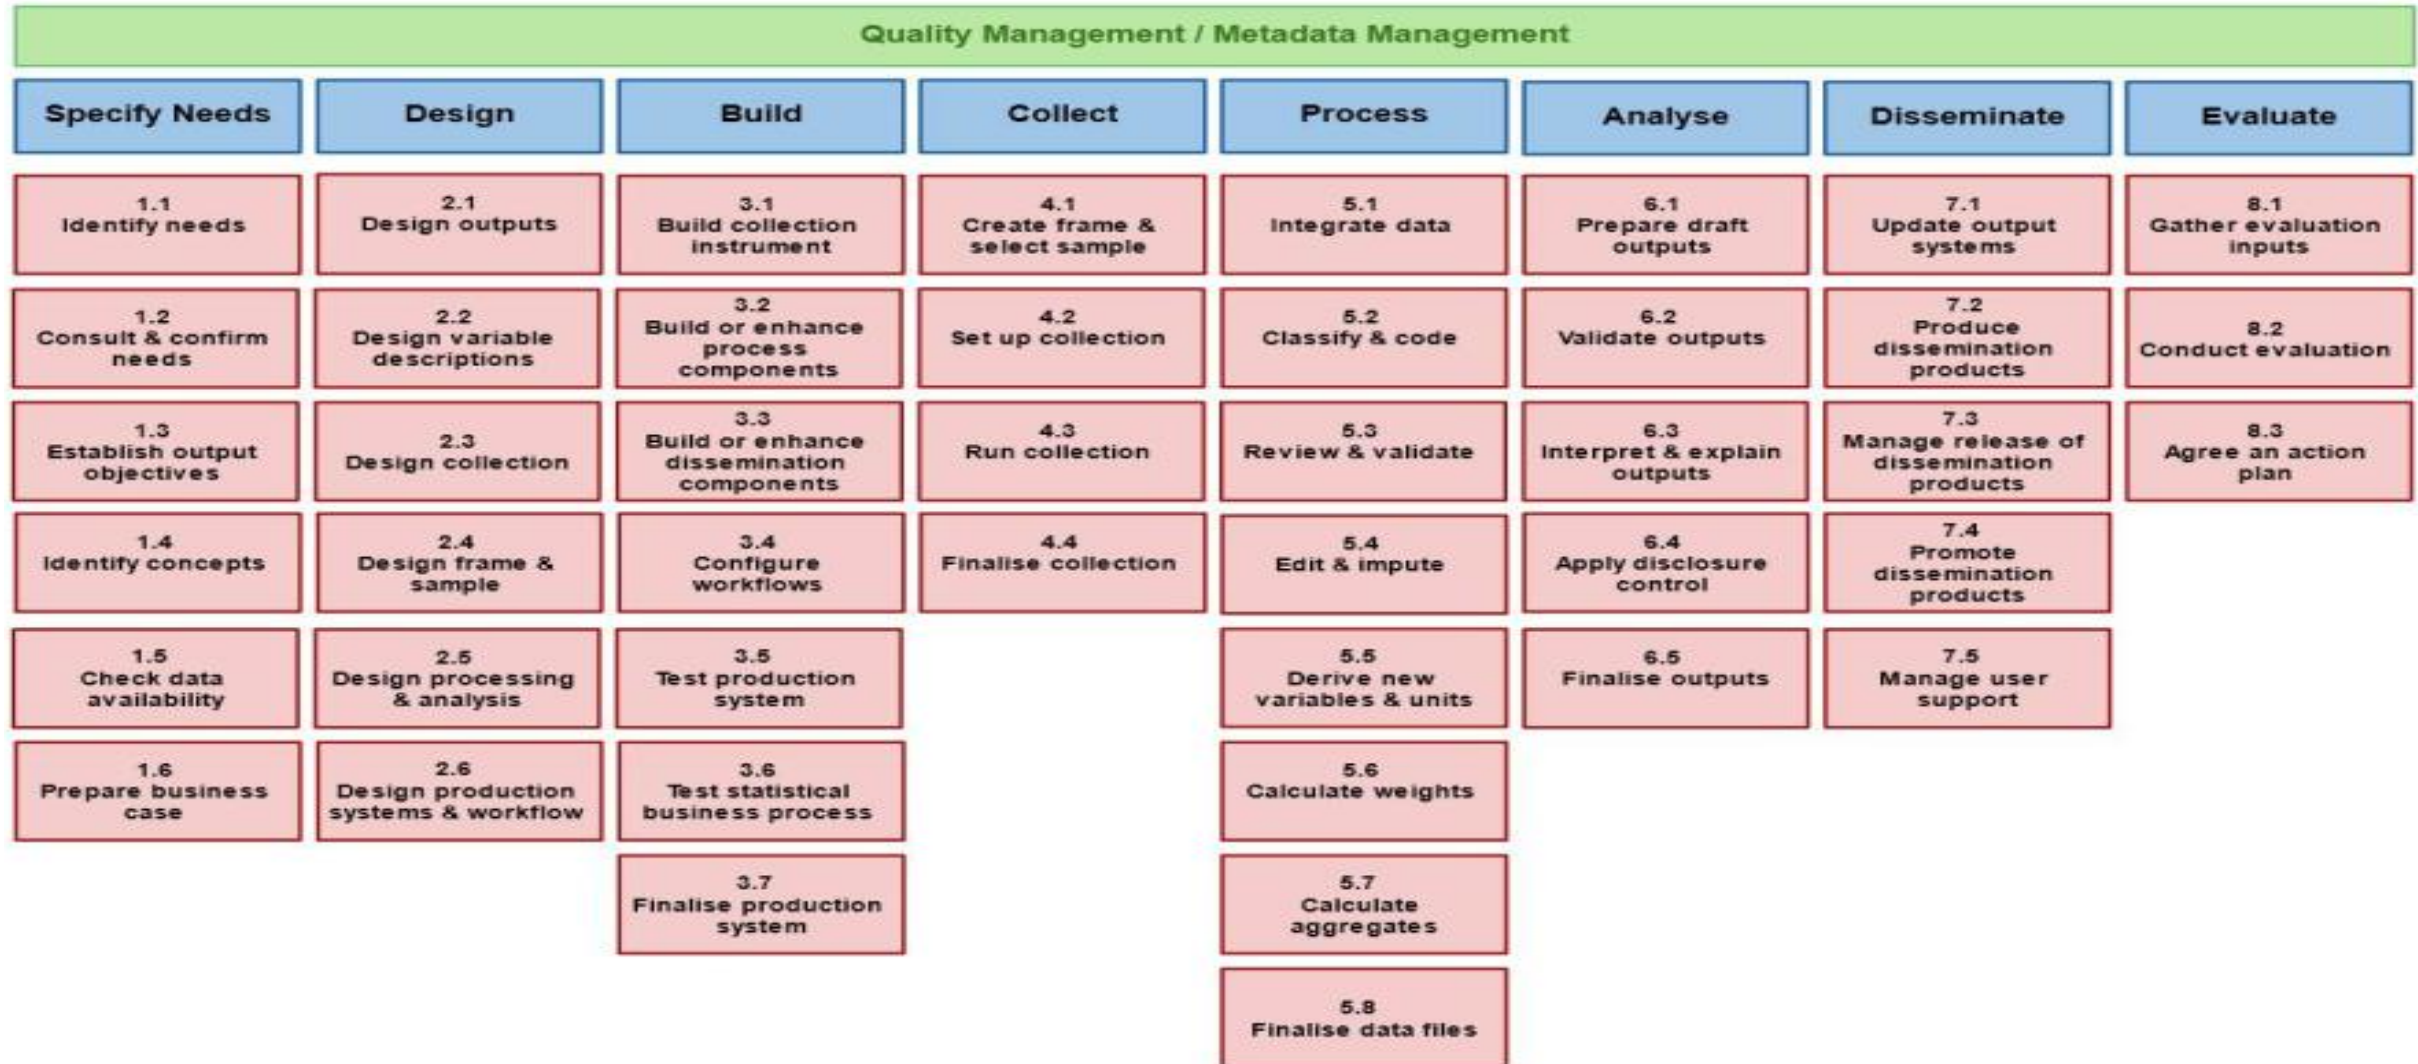 Quality Management / Metadata Management
Specify Needs
Design
Build
Collect
Process
Analyse
Disseminate
Evaluate
1.1
Identify needs
1.2
Consult & confirm
needs
1.3
Establish output
objectives
1.4
Identify concepts
1.5
Check data
availability
1.6
Prepare business
case
2.1
Design outputs
2.2
Design variable
descriptions
2.3
Design collection
2.4
Design frame &
sample
2.5
Design processing
& analysis
2.6
Design production
systems & workflow
3.1
Build collection
instrument
3.2
Build or enhance
process
components
3.3
Build or enhance
dissemination
components
3.4
Configure
workflows
3.5
Test production
system
3.6
Test statistical
business process
3.7
Finalise production
system
4.1
Create frame &
select sample
4.2
Set up collection
4.3
Run collection
4.4
Finalise collection
5.1
Integrate data
5.2
Classify & code
5.3
Review & validate
5.4
Edit & impute
5.5
Derive new
variables & units
5.6
Calculate weights
5.7
Calculate
aggregates
5.8
Finalise data files
6.1
Prepare draft
outputs
6.2
Validate outputs
6.3
Interpret & explain
outputs
6.4
Apply disclosure
control
6.5
Finalise outputs
7.1
Update output
systems
7.2
Produce
dissemination
products
7.3
Manage release of
dissemination
products
7.4
Promote
dissemination
products
7.5
Manage user
support
8.1
Gather evaluation
inputs
8.2
Conduct evaluation
8.3
Agree an action
plan